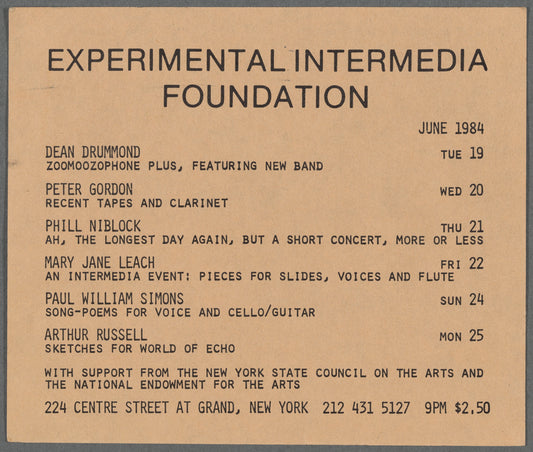 EXPERIMENTAL INTERMEDIA
FOUNDATION
JUNE 1984
DEAN DRUMMOND TUE 19
ZOOMOOZOPHONE PLUS, FEATURING NEW BAND
PETER GORDON WED 20
RECENT TAPES AND CLARINET
PHILL NIBLOCK THU 21
AH, THE LONGEST DAY AGAIN, BUT A SHORT CONCERT, MORE OR LESS
MARY JANE LEACH FRI 22
AN INTERMEDIA EVENT: PIECES FOR SLIDES, VOICES AND FLUTE
PAUL WILLIAM SIMONS SUN 24
SONG-POEMS FOR VOICE AND CELLO/GUITAR
ARTHUR RUSSELL MON 25
SKETCHES FOR WORLD OF ECHO
WITH SUPPORT FROM THE NEW YORK STATE COUNCIL ON THE ARTS AND
THE NATIONAL ENDOWMENT FOR THE ARTS
224 CENTRE STREET AT GRAND, NEW YORK 212 431 5127 9PM $2.50